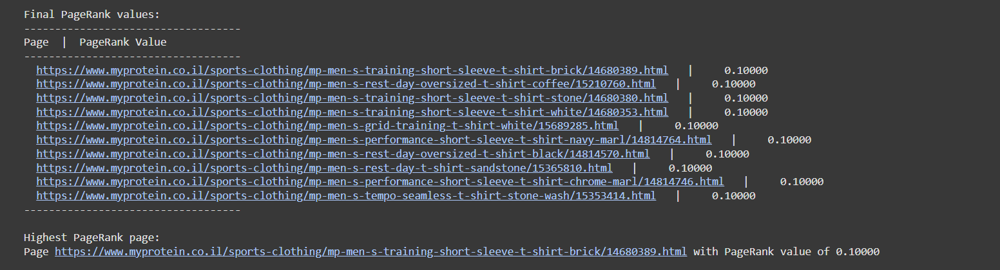 Final PageRank values:
-----------------------------------
Page  |  PageRank Value
-----------------------------------
  https://www.myprotein.co.il/sports-clothing/mp-men-s-training-short-sleeve-t-shirt-brick/14680389.html   |     0.10000
  https://www.myprotein.co.il/sports-clothing/mp-men-s-rest-day-oversized-t-shirt-coffee/15210760.html   |     0.10000
  https://www.myprotein.co.il/sports-clothing/mp-men-s-training-short-sleeve-t-shirt-stone/14680380.html   |     0.10000
  https://www.myprotein.co.il/sports-clothing/mp-men-s-training-short-sleeve-t-shirt-white/14680353.html   |     0.10000
  https://www.myprotein.co.il/sports-clothing/mp-men-s-grid-training-t-shirt-white/15689285.html   |     0.10000
  https://www.myprotein.co.il/sports-clothing/mp-men-s-performance-short-sleeve-t-shirt-navy-marl/14814764.html   |     0.10000
  https://www.myprotein.co.il/sports-clothing/mp-men-s-rest-day-oversized-t-shirt-black/14814570.html   |     0.10000
  https://www.myprotein.co.il/sports-clothing/mp-men-s-rest-day-t-shirt-sandstone/15365810.html   |     0.10000
  https://www.myprotein.co.il/sports-clothing/mp-men-s-performance-short-sleeve-t-shirt-chrome-marl/14814746.html   |     0.10000
  https://www.myprotein.co.il/sports-clothing/mp-men-s-tempo-seamless-t-shirt-stone-wash/15353414.html   |     0.10000
-----------------------------------
Highest PageRank page:
Page https://www.myprotein.co.il/sports-clothing/mp-men-s-training-short-sleeve-t-shirt-brick/14680389.html with PageRank value of 0.10000